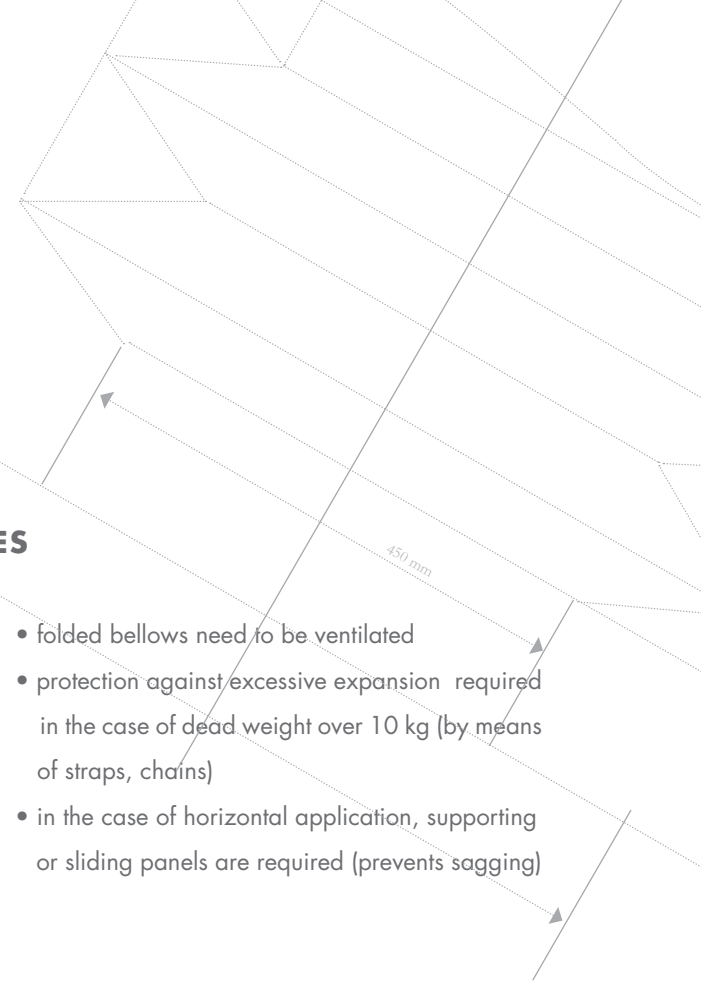 ES
450 mm
• folded bellows need to be ventilated
• protection against excessive expansion  required
in the case of dead weight over 10 kg (by means
of straps, chains)
• in the case of horizontal application, supporting
or sliding panels are required (prevents sagging)